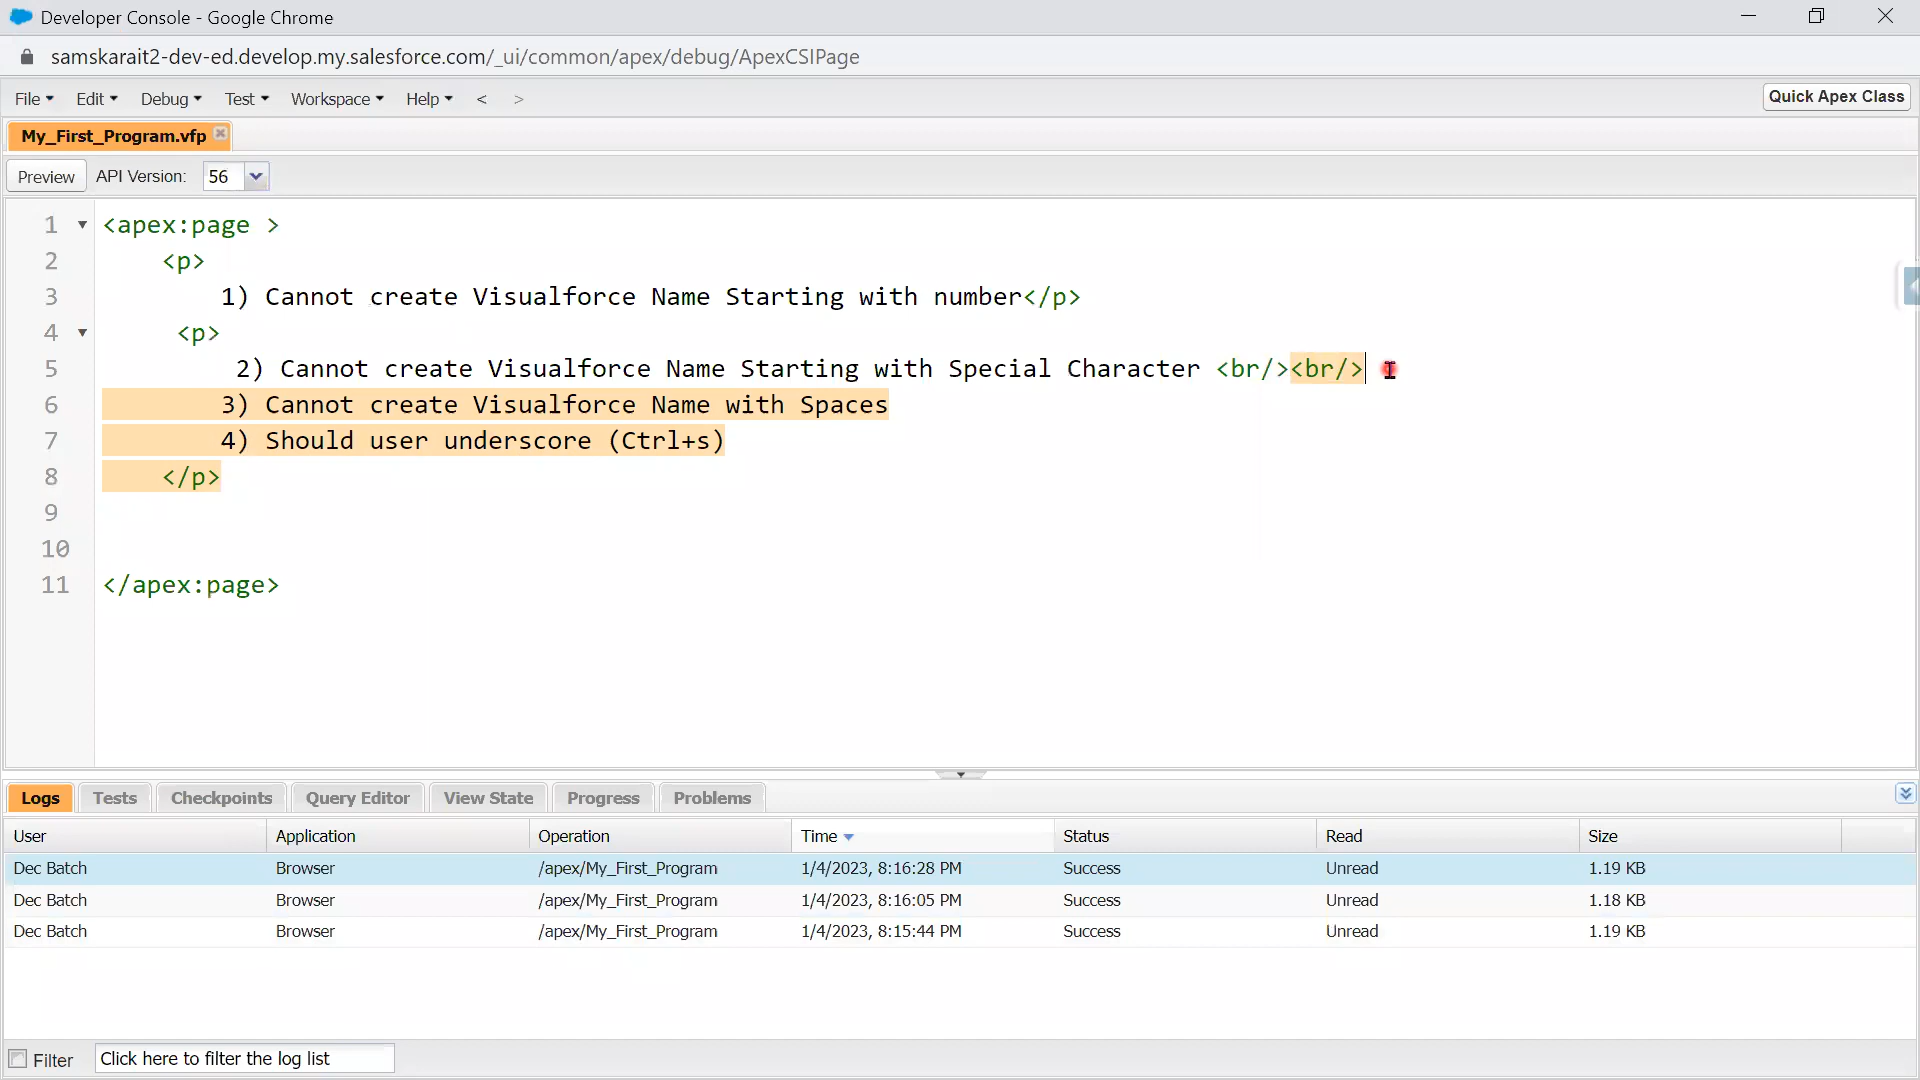 Developer Console - Google Chrome
samskarait2-dev-ed.develop.my.salesforce.com/_ui/common/apex/debug/ApexCSIPage
File Edit Debug Test Workspace Help < >
Quick Apex Class
My_First_Program.vfp
Preview API Version: 56
1 <apex:page >
2 <p>
3 1) Cannot create Visualforce Name Starting with number</p>
4 <p>
5 2) Cannot create Visualforce Name Starting with Special Character <br/><br/>
6 3) Cannot create Visualforce Name with Spaces
7 4) Should user underscore (Ctrl+s)
8 </p>
9
10
11 </apex:page>
Logs Tests Checkpoints Query Editor View State Progress Problems
User Application Operation Time Status Read Size
Dec Batch Browser /apex/My_First_Program 1/4/2023, 8:16:28 PM Success Unread 1.19 KB
Dec Batch Browser /apex/My_First_Program 1/4/2023, 8:16:05 PM Success Unread 1.18 KB
Dec Batch Browser /apex/My_First_Program 1/4/2023, 8:15:44 PM Success Unread 1.19 KB
Filter Click here to filter the log list